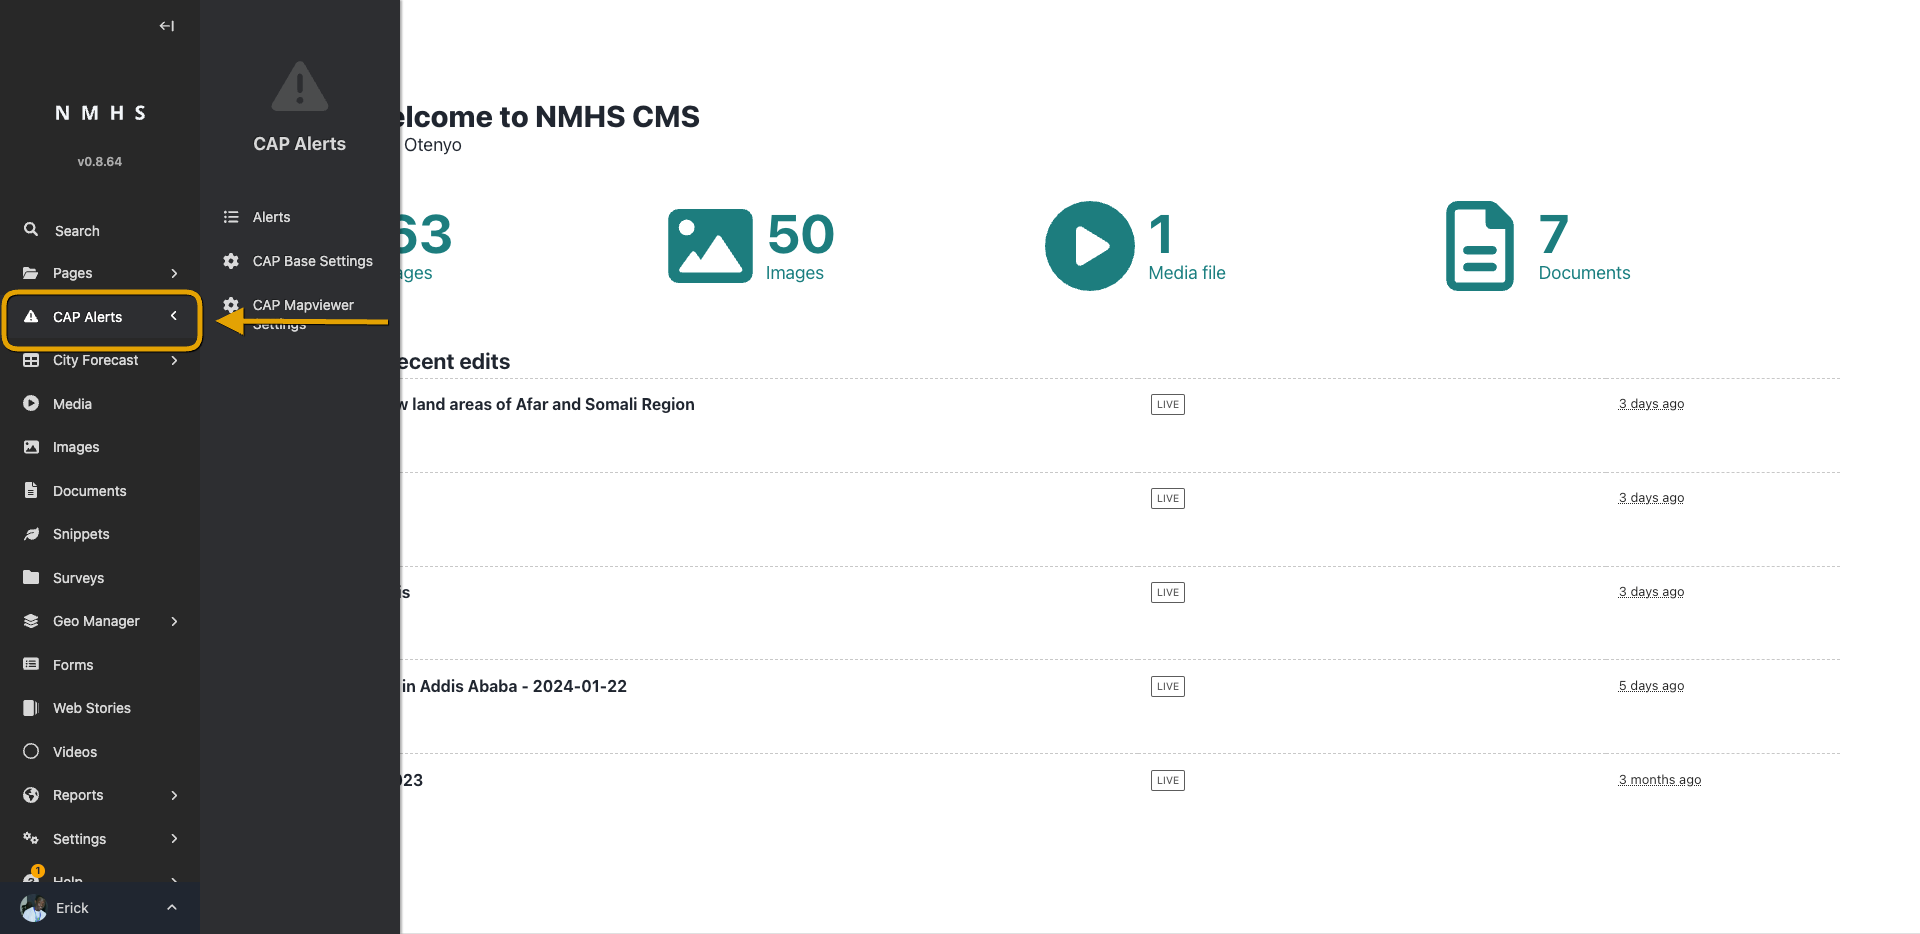 N M H S
v0.8.64
Search
Pages
CAP Alerts
City Forecast
Media
Images
Documents
Snippets
Surveys
Geo Manager
Forms
Web Stories
Videos
Reports
Settings
1
Help
Erick
CAP Alerts
Alerts
CAP Base Settings
CAP Mapviewer
Settings
elcome to NMHS CMS
Otenyo
63
ages
50
Images
1
Media file
7
Documents
ecent edits
w land areas of Afar and Somali Region
LIVE
3 days ago
LIVE
3 days ago
is
LIVE
3 days ago
in Addis Ababa - 2024-01-22
LIVE
5 days ago
023
LIVE
3 months ago